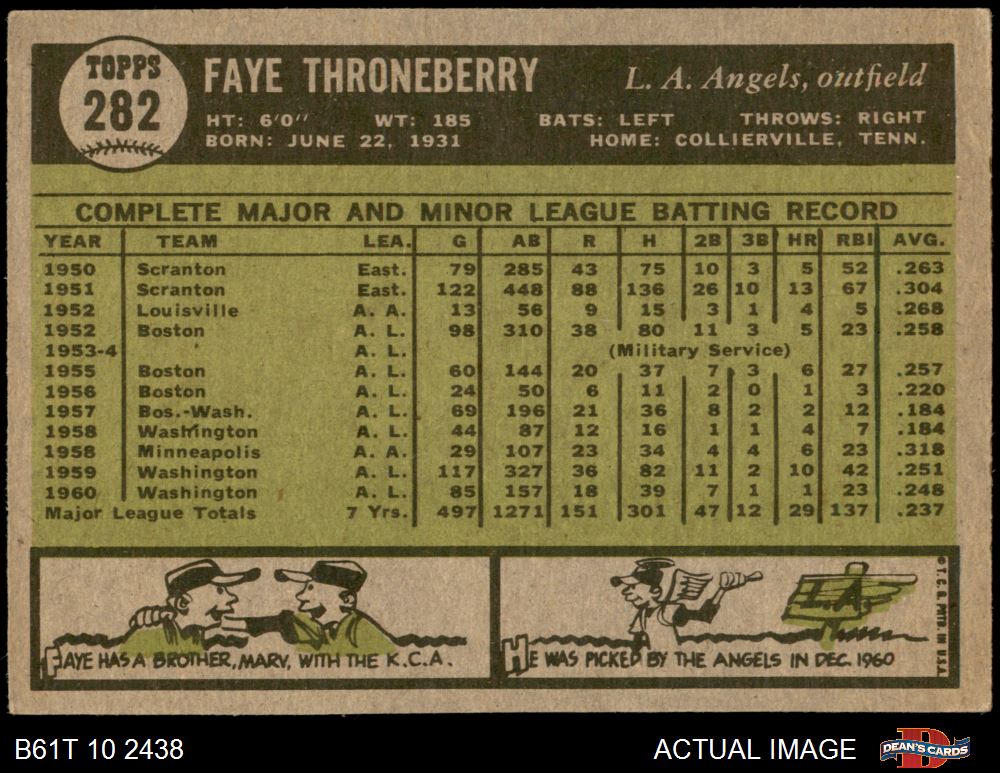 TOPPS
282
FAYE THRONEBERRY
L. A. Angels, outfield
HT: 6'0" WT: 185 BATS: LEFT THROWS: RIGHT
BORN: JUNE 22, 1931 HOME: COLLIERVILLE, TENN.
COMPLETE MAJOR AND MINOR LEAGUE BATTING RECORD
YEAR TEAM LEA. G AB R H 2B 3B HR RBI AVG.
1950 Scranton East. 79 285 43 75 10 3 5 52 .263
1951 Scranton East. 122 448 88 136 26 10 13 67 .304
1952 Louisville A. A. 13 56 9 15 3 1 4 5 .268
1952 Boston A. L. 98 310 38 80 11 3 5 23 .258
1953-4 A. L. (Military Service)
1955 Boston A. L. 60 144 20 37 7 3 6 27 .257
1956 Boston A. L. 24 50 6 11 2 0 1 3 .220
1957 Bos.-Wash. A. L. 69 196 21 36 8 2 2 12 .184
1958 Washington A. L. 44 87 12 16 1 1 4 7 .184
1958 Minneapolis A. A. 29 107 23 34 4 4 6 23 .318
1959 Washington A. L. 117 327 36 82 11 2 10 42 .251
1960 Washington A. L. 85 157 18 39 7 1 1 23 .248
Major League Totals 7 Yrs. 497 1271 151 301 47 12 29 137 .237
FAYE HAS A BROTHER, MARV, WITH THE K.C.A.
L.A.
HE WAS PICKED BY THE ANGELS IN DEC. 1960
© T. C. G. PRTD. IN U.S.A.
B61T 10 2438
ACTUAL IMAGE
DEAN'S CARDS